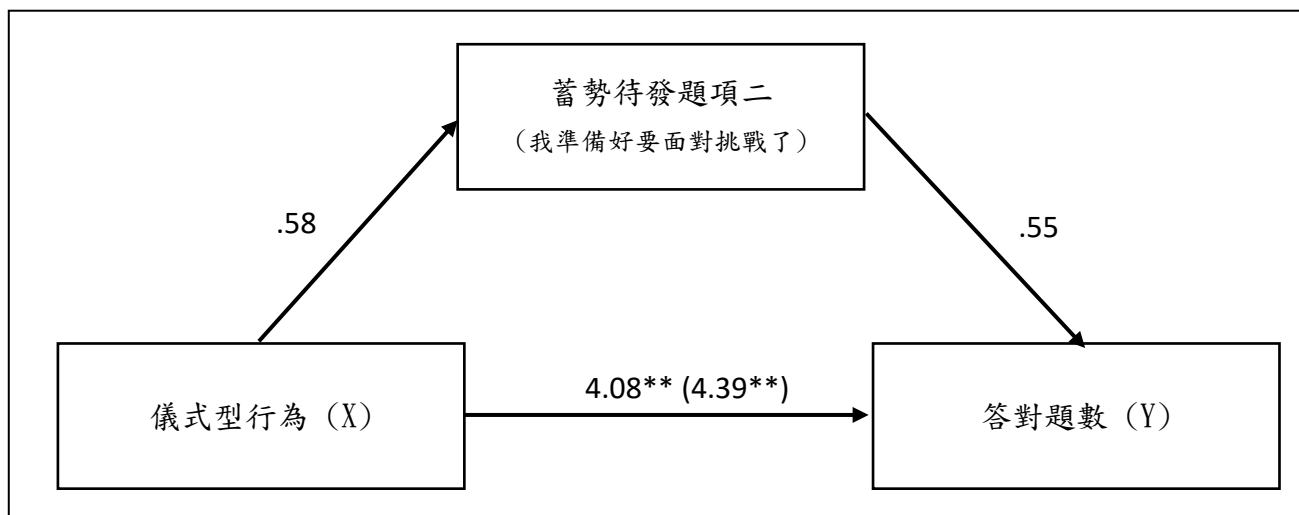 蓄勢待發題項二
（我準備好要面對挑戰了）
.58
.55
4.08** (4.39**)
儀式型行為 (X)
答對題數 (Y)